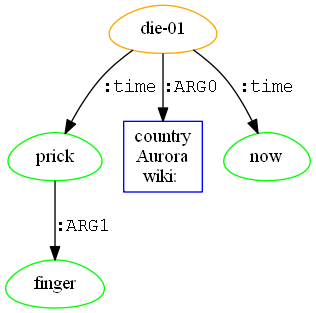 die-01
:time :ARG0 :time
prick
country
Aurora
wiki:
now
:ARG1
finger